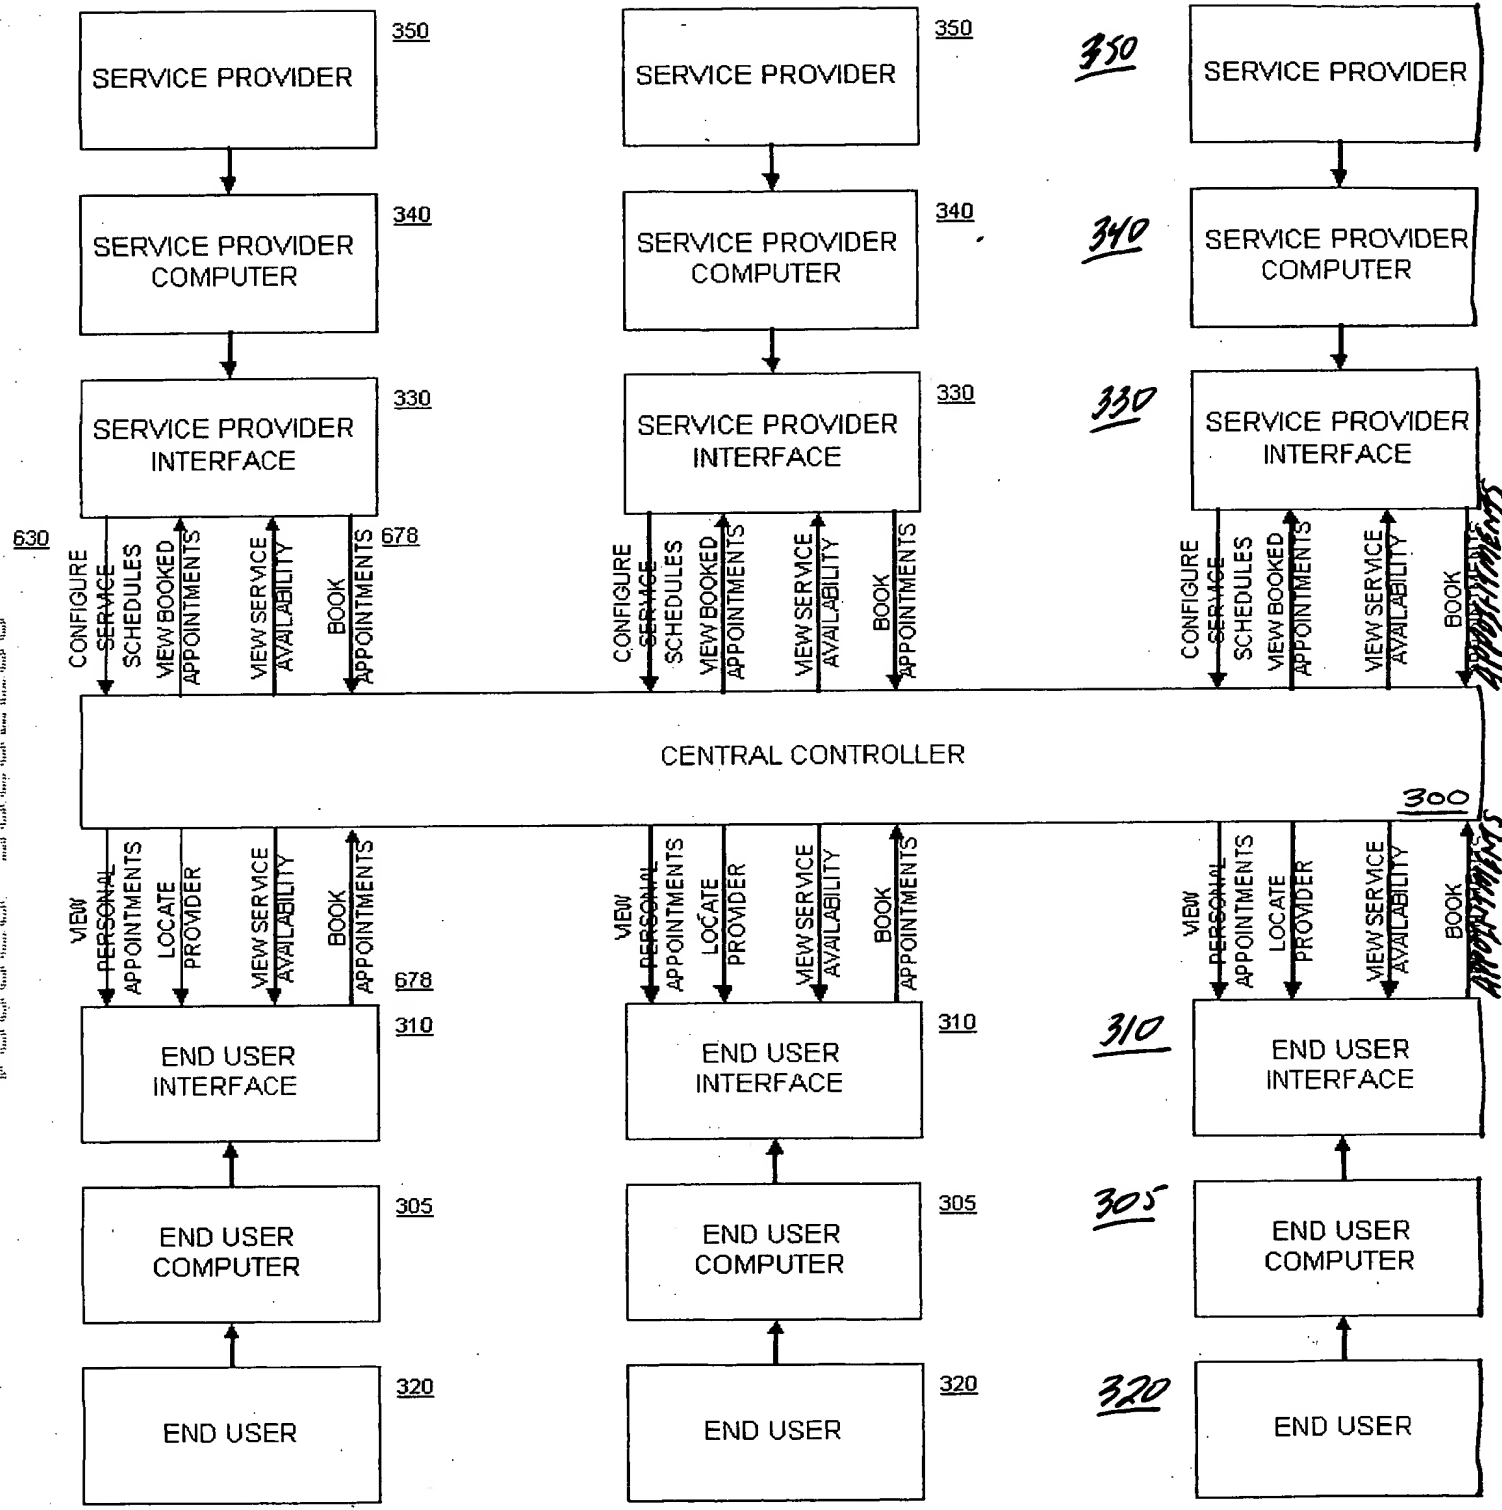 350
350
350
SERVICE PROVIDER
SERVICE PROVIDER
SERVICE PROVIDER
340
340
340
SERVICE PROVIDER
COMPUTER
SERVICE PROVIDER
COMPUTER
SERVICE PROVIDER
COMPUTER
330
330
330
SERVICE PROVIDER
INTERFACE
SERVICE PROVIDER
INTERFACE
SERVICE PROVIDER
INTERFACE
630
678
CONFIGURE
SERVICE
SCHEDULES
VIEW BOOKED
APPOINTMENTS
VIEW SERVICE
AVAILABILITY
BOOK
APPOINTMENTS
CONFIGURE
SERVICE
SCHEDULES
VIEW BOOKED
APPOINTMENTS
VIEW SERVICE
AVAILABILITY
BOOK
APPOINTMENTS
CONFIGURE
SERVICE
SCHEDULES
VIEW BOOKED
APPOINTMENTS
VIEW SERVICE
AVAILABILITY
BOOK
APPOINTMENTS
CENTRAL CONTROLLER
300
VIEW
PERSONAL
APPOINTMENTS
LOCATE
PROVIDER
VIEW SERVICE
AVAILABILITY
BOOK
APPOINTMENTS
VIEW
PERSONAL
APPOINTMENTS
LOCATE
PROVIDER
VIEW SERVICE
AVAILABILITY
BOOK
APPOINTMENTS
VIEW
PERSONAL
APPOINTMENTS
LOCATE
PROVIDER
VIEW SERVICE
AVAILABILITY
BOOK
APPOINTMENTS
678
310
310
310
END USER
INTERFACE
END USER
INTERFACE
END USER
INTERFACE
305
305
305
END USER
COMPUTER
END USER
COMPUTER
END USER
COMPUTER
320
320
320
END USER
END USER
END USER